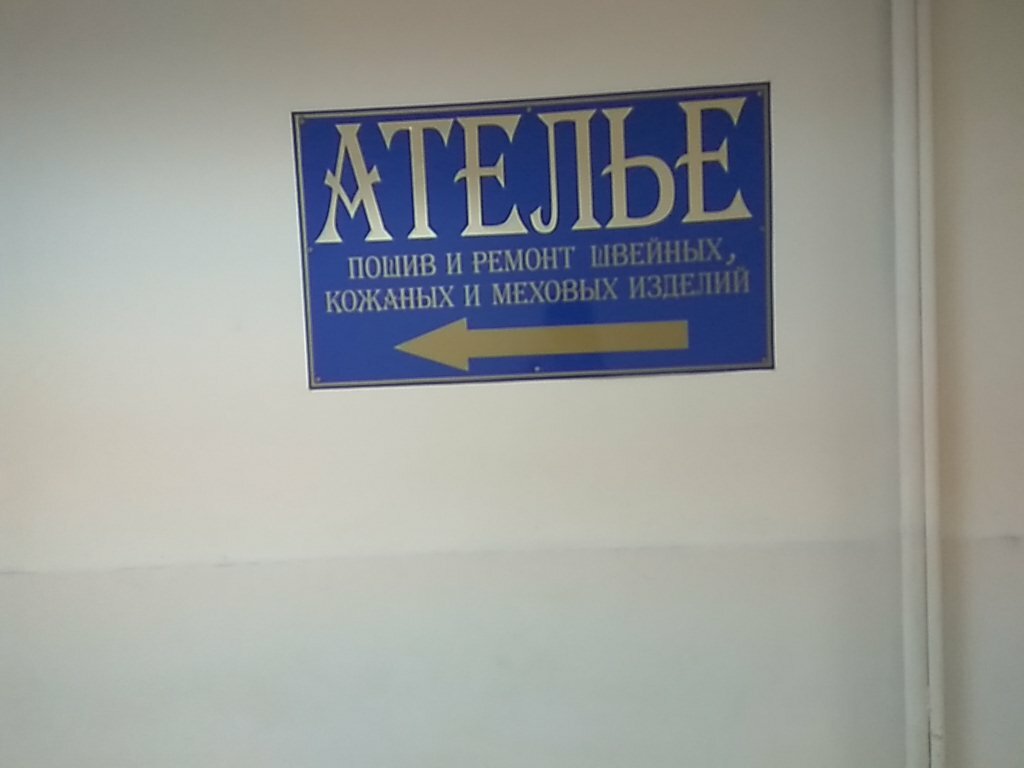 АТЕЛЬЕ
ПОШИВ И РЕМОНТ ШВЕЙНЫХ,
КОЖАНЫХ И МЕХОВЫХ ИЗДЕЛИЙ